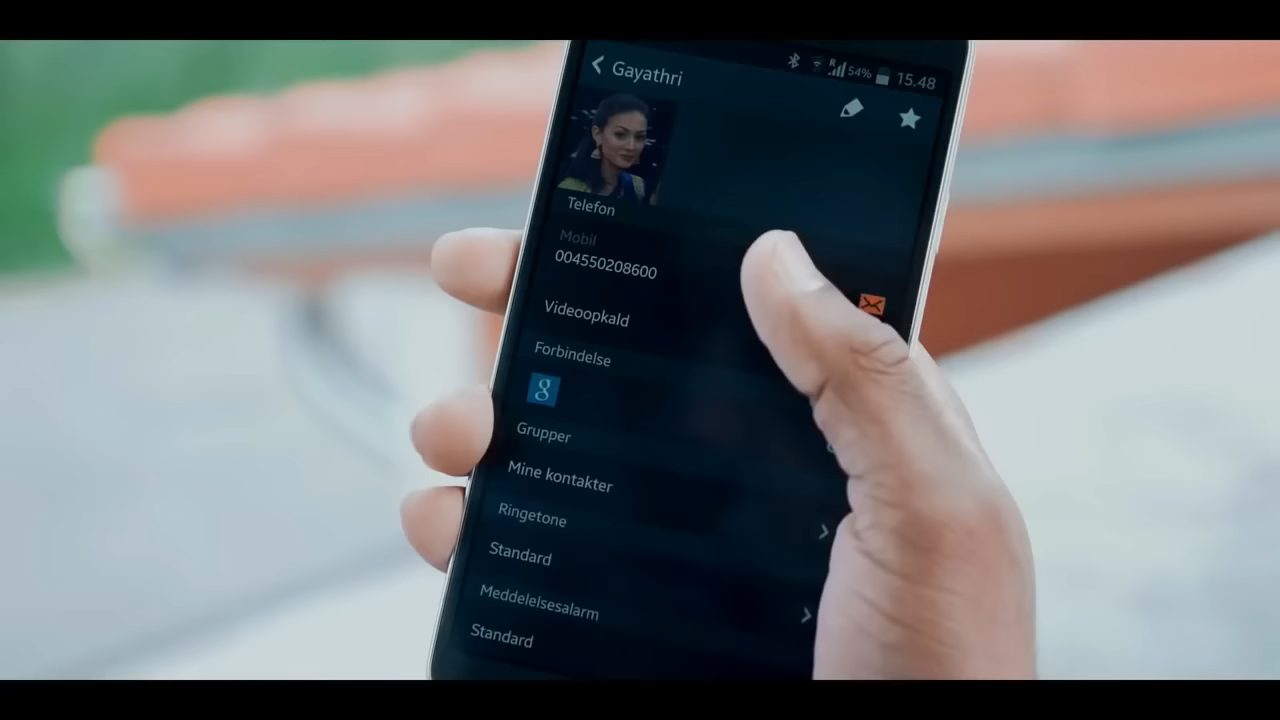 Gayathri
R 54% 15.48
Telefon
Mobil
004550208600
Videoopkald
Forbindelse
g
Grupper
Mine kontakter
Ringetone
Standard
Meddelelsesalarm
Standard